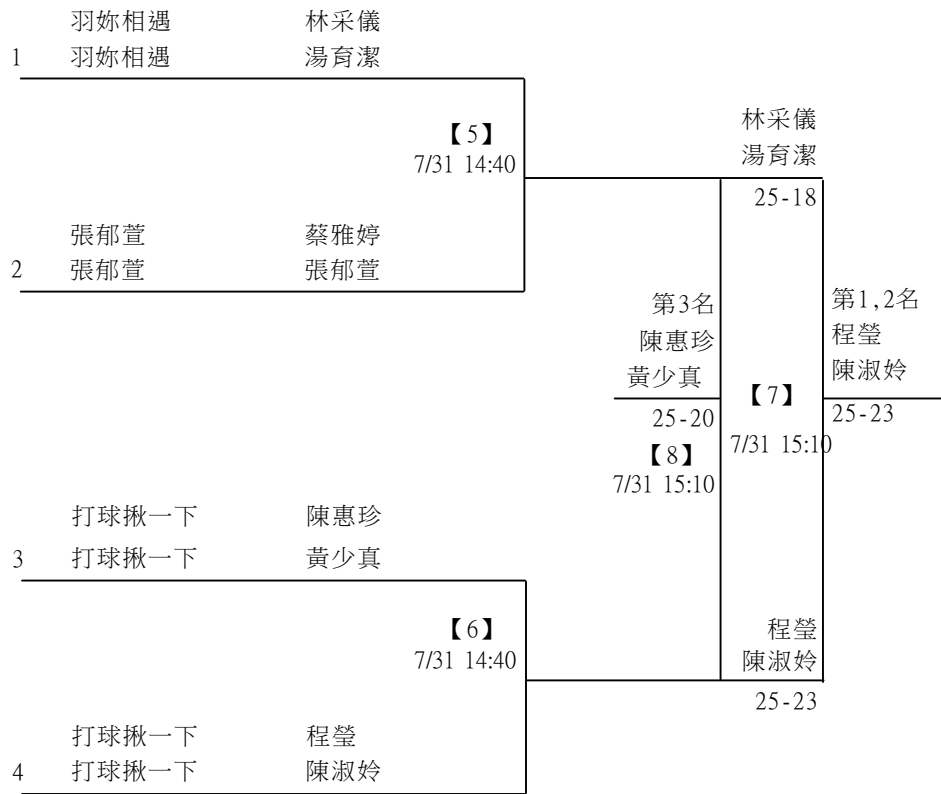 羽妳相遇 林采儀
1 羽妳相遇 湯育潔
【5】
7/31 14:40
林采儀
湯育潔
25-18
張郁萱 蔡雅婷
2 張郁萱 張郁萱
第3名
陳惠珍
黃少真
25-20
【8】
7/31 15:10
【7】
7/31 15:10
第1,2名
程瑩
陳淑姈
25-23
打球揪一下 陳惠珍
3 打球揪一下 黃少真
【6】
7/31 14:40
程瑩
陳淑姈
25-23
打球揪一下 程瑩
4 打球揪一下 陳淑姈